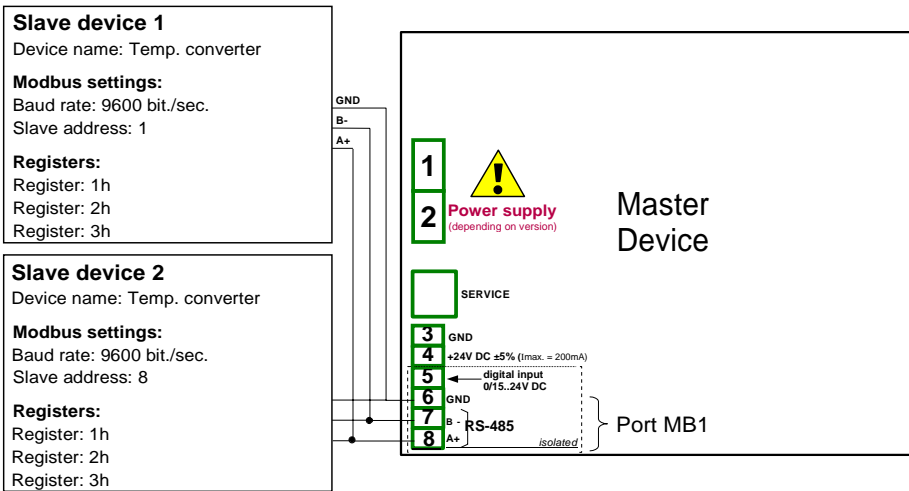 Slave device 1
Device name: Temp. converter
Modbus settings:
Baud rate: 9600 bit./sec.
Slave address: 1
Registers:
Register: 1h
Register: 2h
Register: 3h
GND
B-
A+
Slave device 2
Device name: Temp. converter
Modbus settings:
Baud rate: 9600 bit./sec.
Slave address: 8
Registers:
Register: 1h
Register: 2h
Register: 3h
1
2
!
Power supply
(depending on version)
Master
Device
SERVICE
3 GND
4 +24V DC ±5% (Imax. = 200mA)
5 digital input
0/15..24V DC
6 GND
7 B -
RS-485
8 A+
isolated
Port MB1